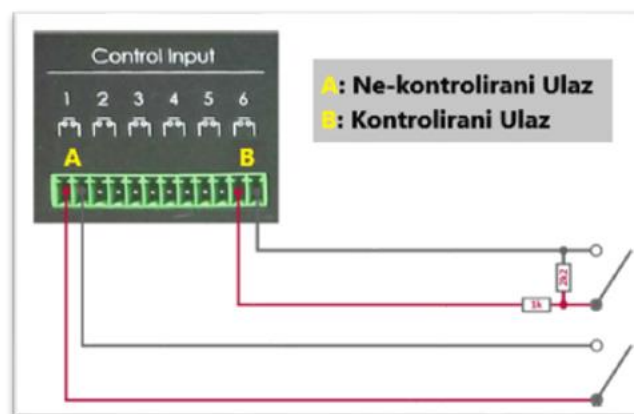 Control Input
1 2 3 4 5 6
A B
A: Ne-kontrolirani Ulaz
B: Kontrolirani Ulaz
2k2
1k